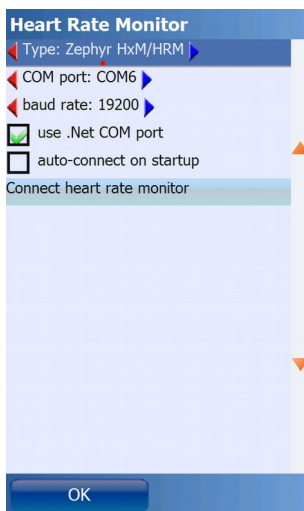 Heart Rate Monitor
Type: Zephyr HxM/HRM
COM port: COM6
baud rate: 19200
use .Net COM port
auto-connect on startup
Connect heart rate monitor
OK